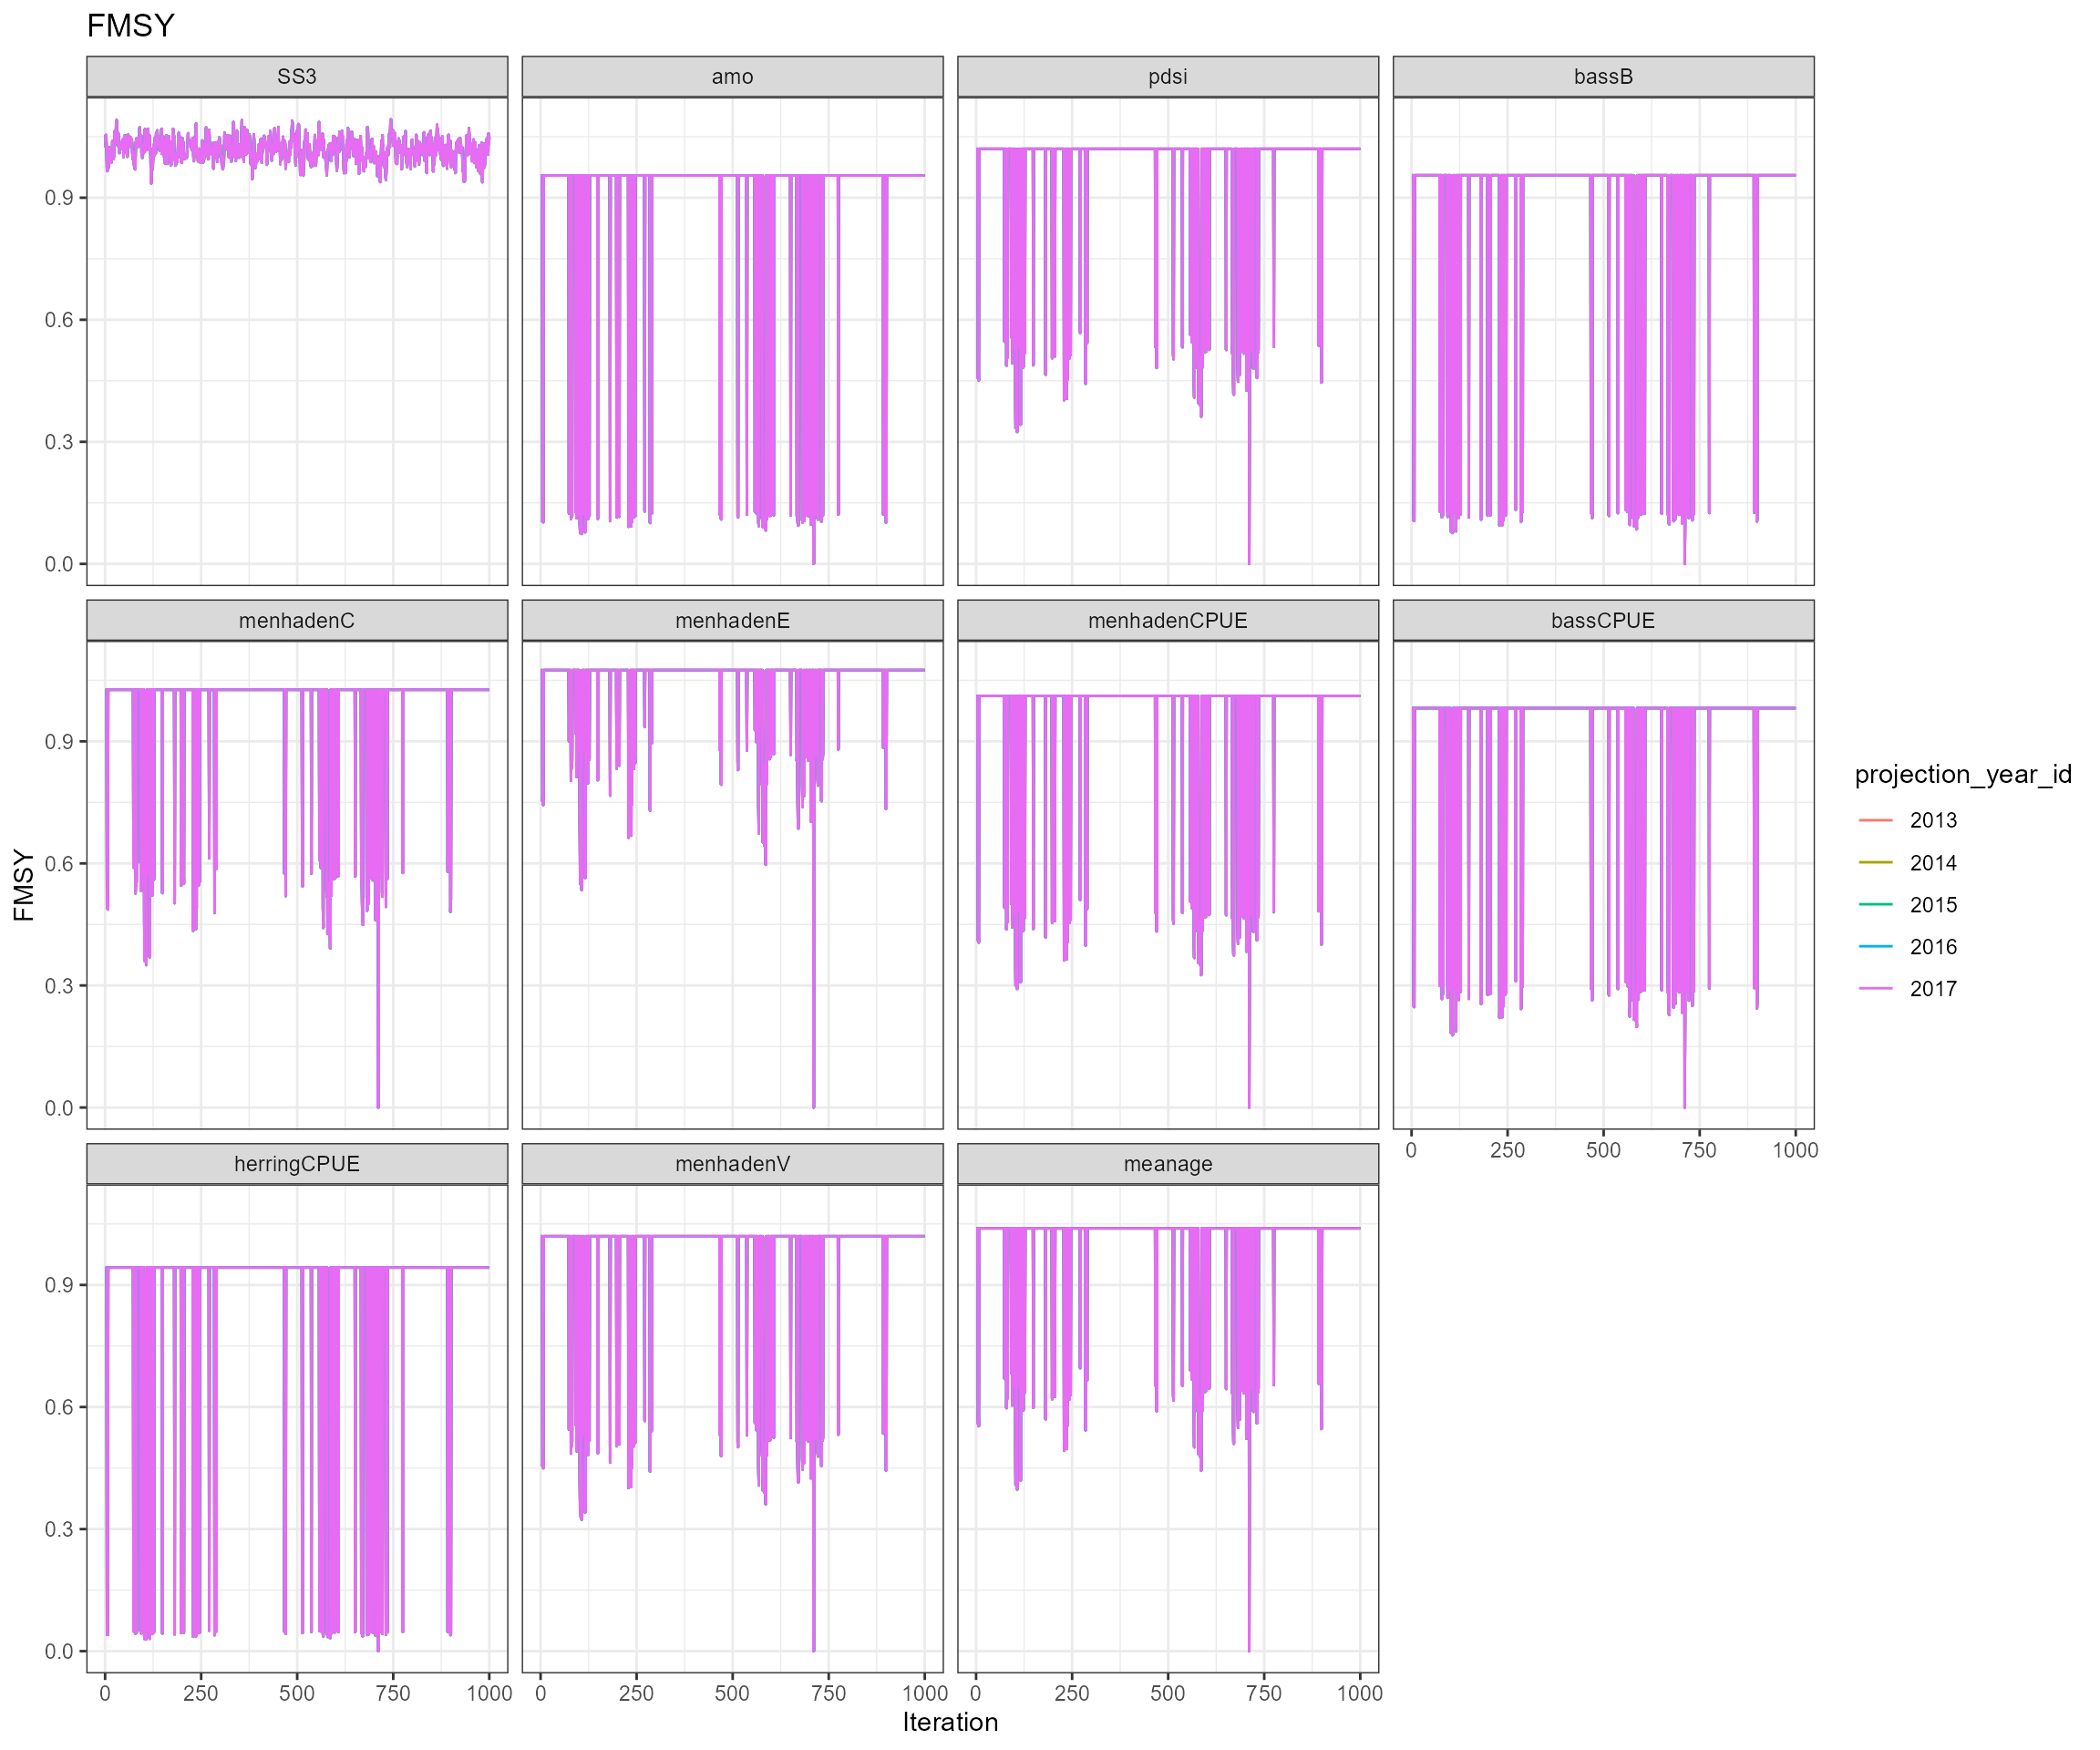 FMSY
SS3 amo pdsi bassB
0.9
0.6
0.3
0.0
menhadenC menhadenE menhadenCPUE bassCPUE
0.9
0.6
0.3
0.0
0 250 500 750 1000
herringCPUE menhadenV meanage
0.9
0.6
0.3
0.0
0 250 500 750 1000 0 250 500 750 1000 0 250 500 750 1000
Iteration
FMSY
projection_year_id
2013
2014
2015
2016
2017